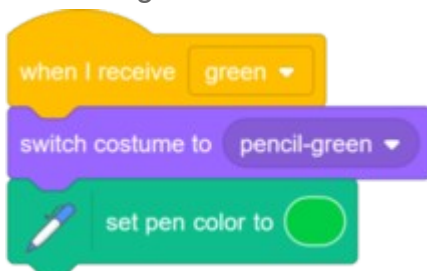 when I receive green
switch costume to pencil-green
set pen color to